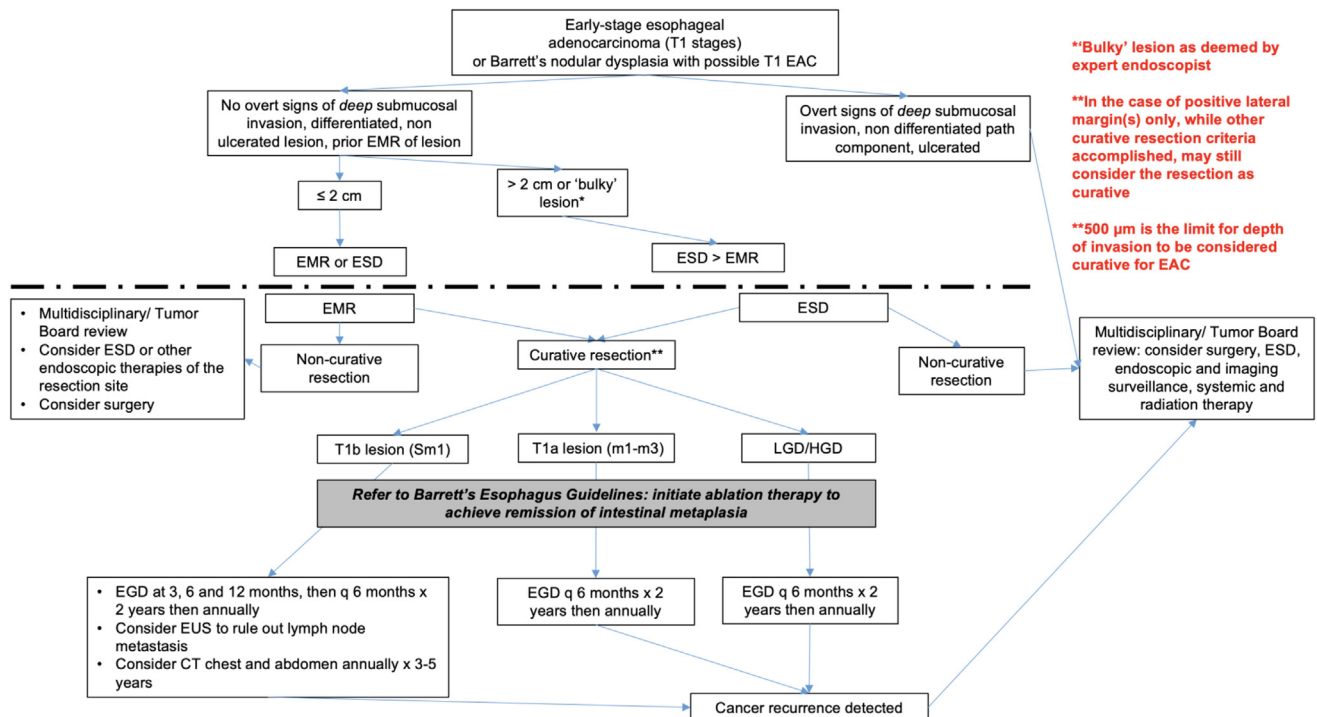 Early-stage esophageal
adenocarcinoma (T1 stages)
or Barrett's nodular dysplasia with possible T1 EAC
*'Bulky' lesion as deemed by
expert endoscopist
**In the case of positive lateral
margin(s) only, while other
curative resection criteria
accomplished, may still
consider the resection as
curative
**500 µm is the limit for depth
of invasion to be considered
curative for EAC
No overt signs of deep submucosal
invasion, differentiated, non
ulcerated lesion, prior EMR of lesion
Overt signs of deep submucosal
invasion, non differentiated path
component, ulcerated
≤ 2 cm
> 2 cm or 'bulky'
lesion*
EMR or ESD
ESD > EMR
EMR
ESD
• Multidisciplinary/ Tumor
Board review
• Consider ESD or other
endoscopic therapies of the
resection site
• Consider surgery
Non-curative
resection
Curative resection**
Non-curative
resection
Multidisciplinary/ Tumor Board
review: consider surgery, ESD,
endoscopic and imaging
surveillance, systemic and
radiation therapy
T1b lesion (Sm1)
T1a lesion (m1-m3)
LGD/HGD
Refer to Barrett's Esophagus Guidelines: initiate ablation therapy to
achieve remission of intestinal metaplasia
• EGD at 3, 6 and 12 months, then q 6 months x
2 years then annually
• Consider EUS to rule out lymph node
metastasis
• Consider CT chest and abdomen annually x 3-5
years
EGD q 6 months x 2
years then annually
EGD q 6 months x 2
years then annually
Cancer recurrence detected